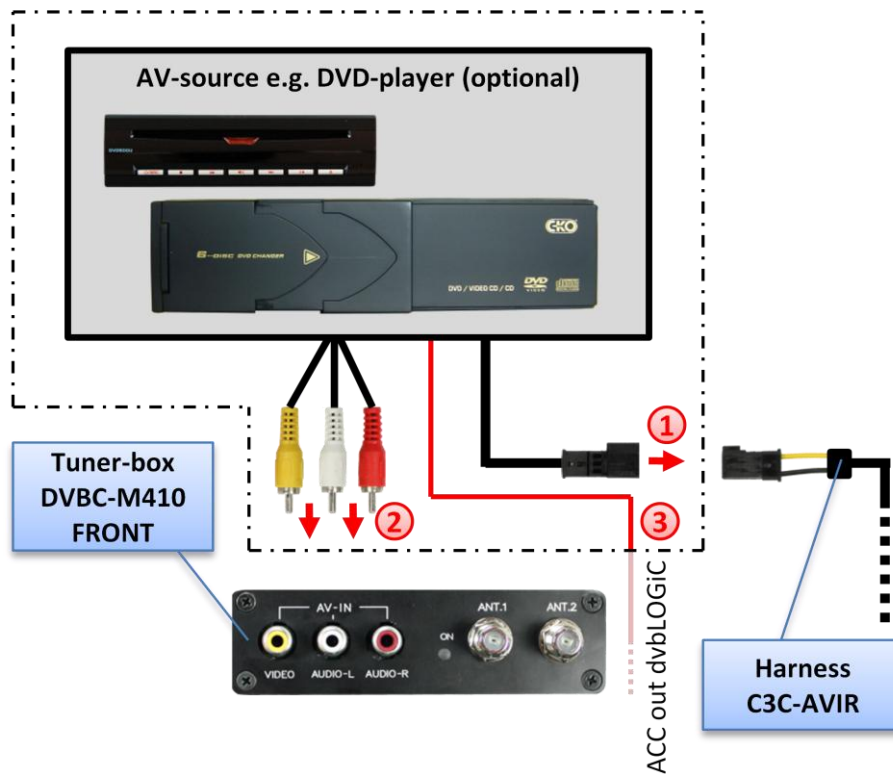 AV-source e.g. DVD-player (optional)
6-DISC DVD CHANGER
C-KO
DVD / VIDEO CD / CD
DVD
VIDEO
1
Tuner-box
DVBC-M410
FRONT
2
3
AV-IN
ANT.1
ANT.2
ON
VIDEO
AUDIO-L
AUDIO-R
ACC out dvbLOGiC
Harness
C3C-AVIR